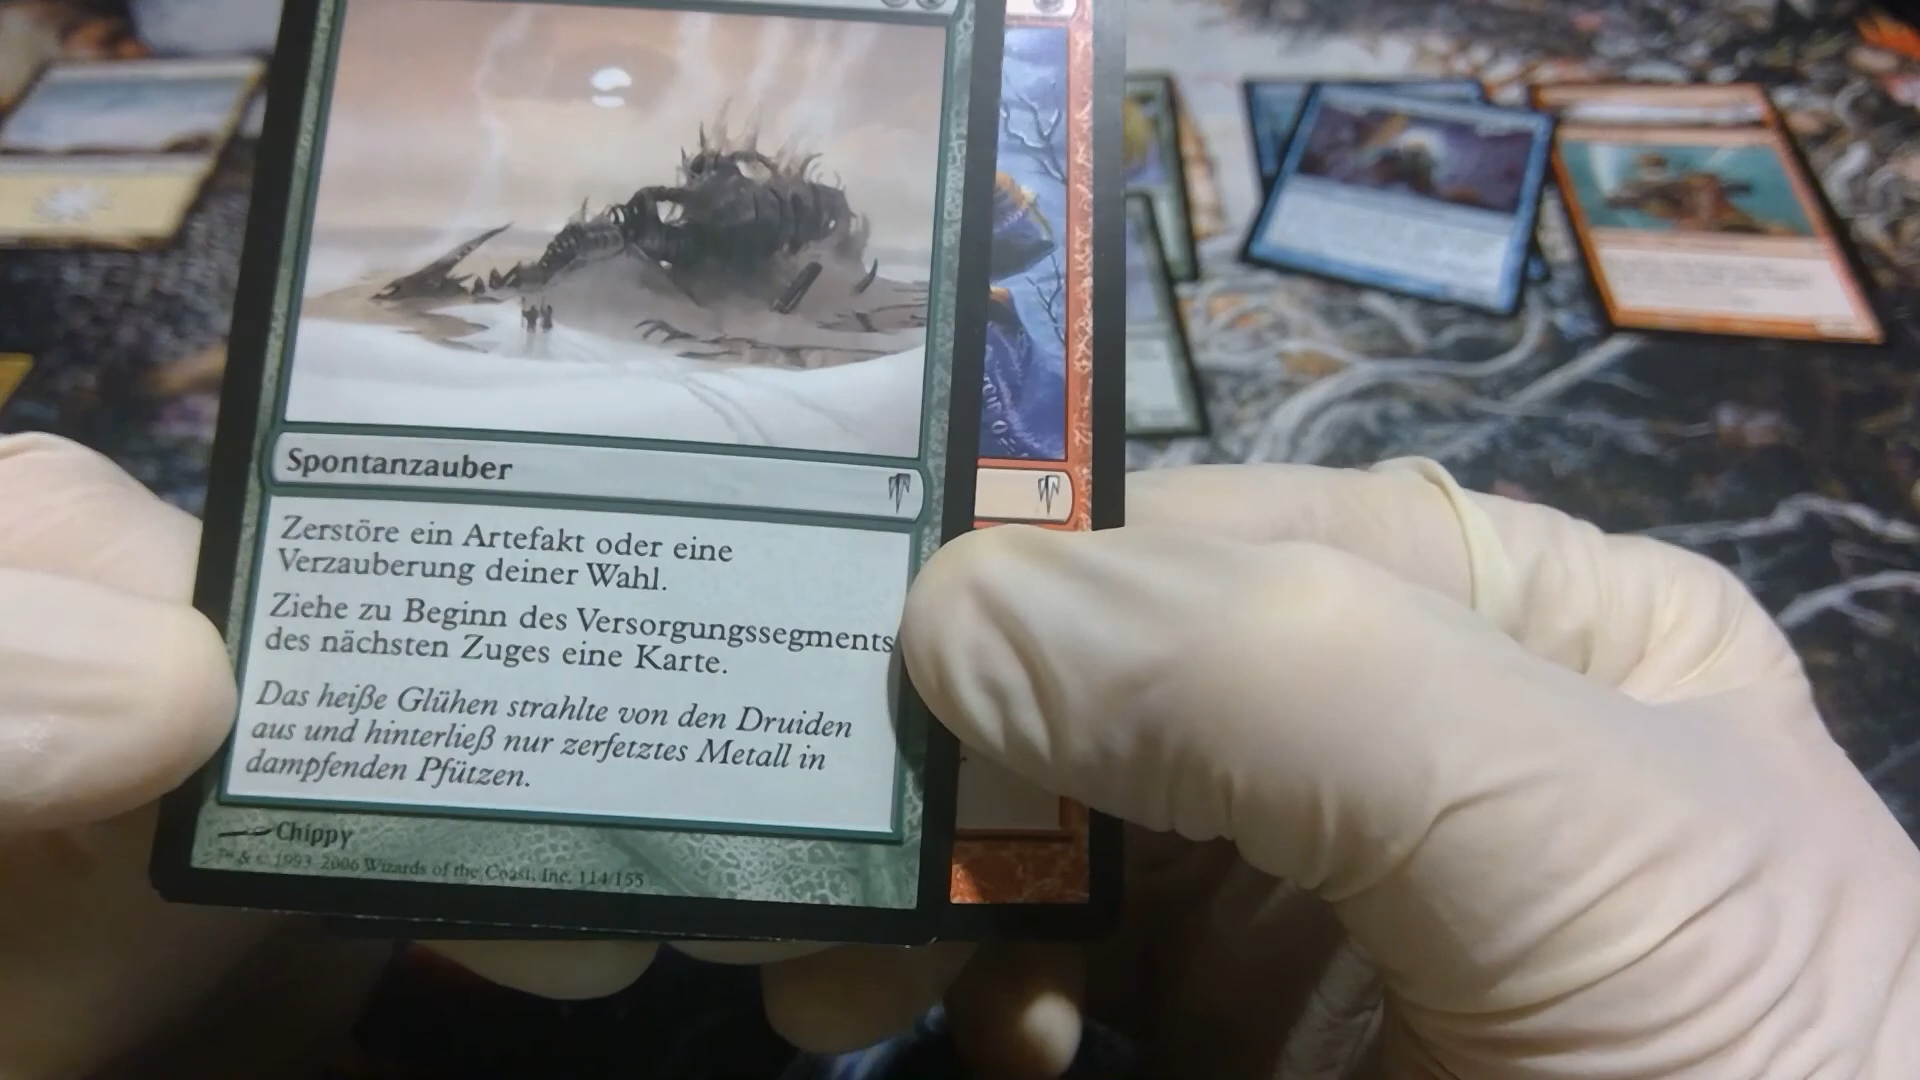 Spontanzauber
Zerstöre ein Artefakt oder eine
Verzauberung deiner Wahl.
Ziehe zu Beginn des Versorgungssegments
des nächsten Zuges eine Karte.
Das heiße Glühen strahlte von den Druiden
aus und hinterließ nur zerfetztes Metall in
dampfenden Pfützen.
Chippy
™ & © 1993-2006 Wizards of the Coast, Inc. 114/155